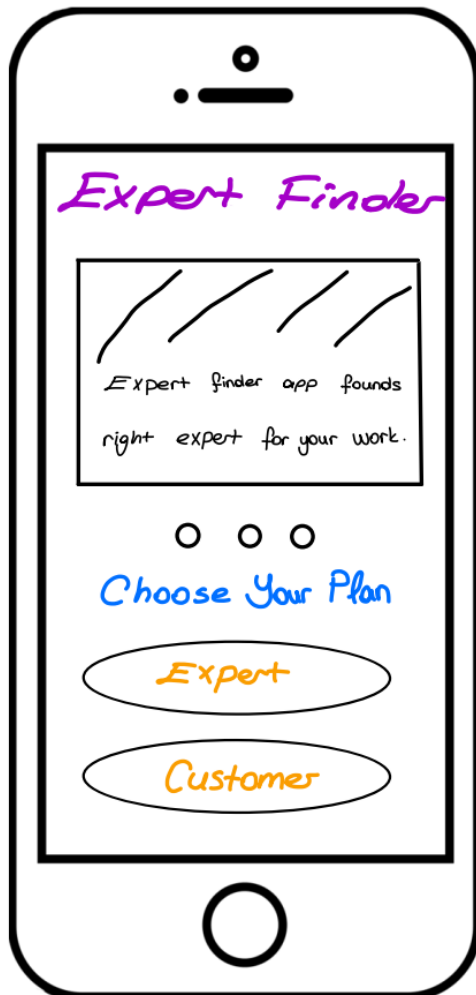 Expert Finder
Expert finder app founds
right expert for your work.
Choose Your Plan
Expert
Customer